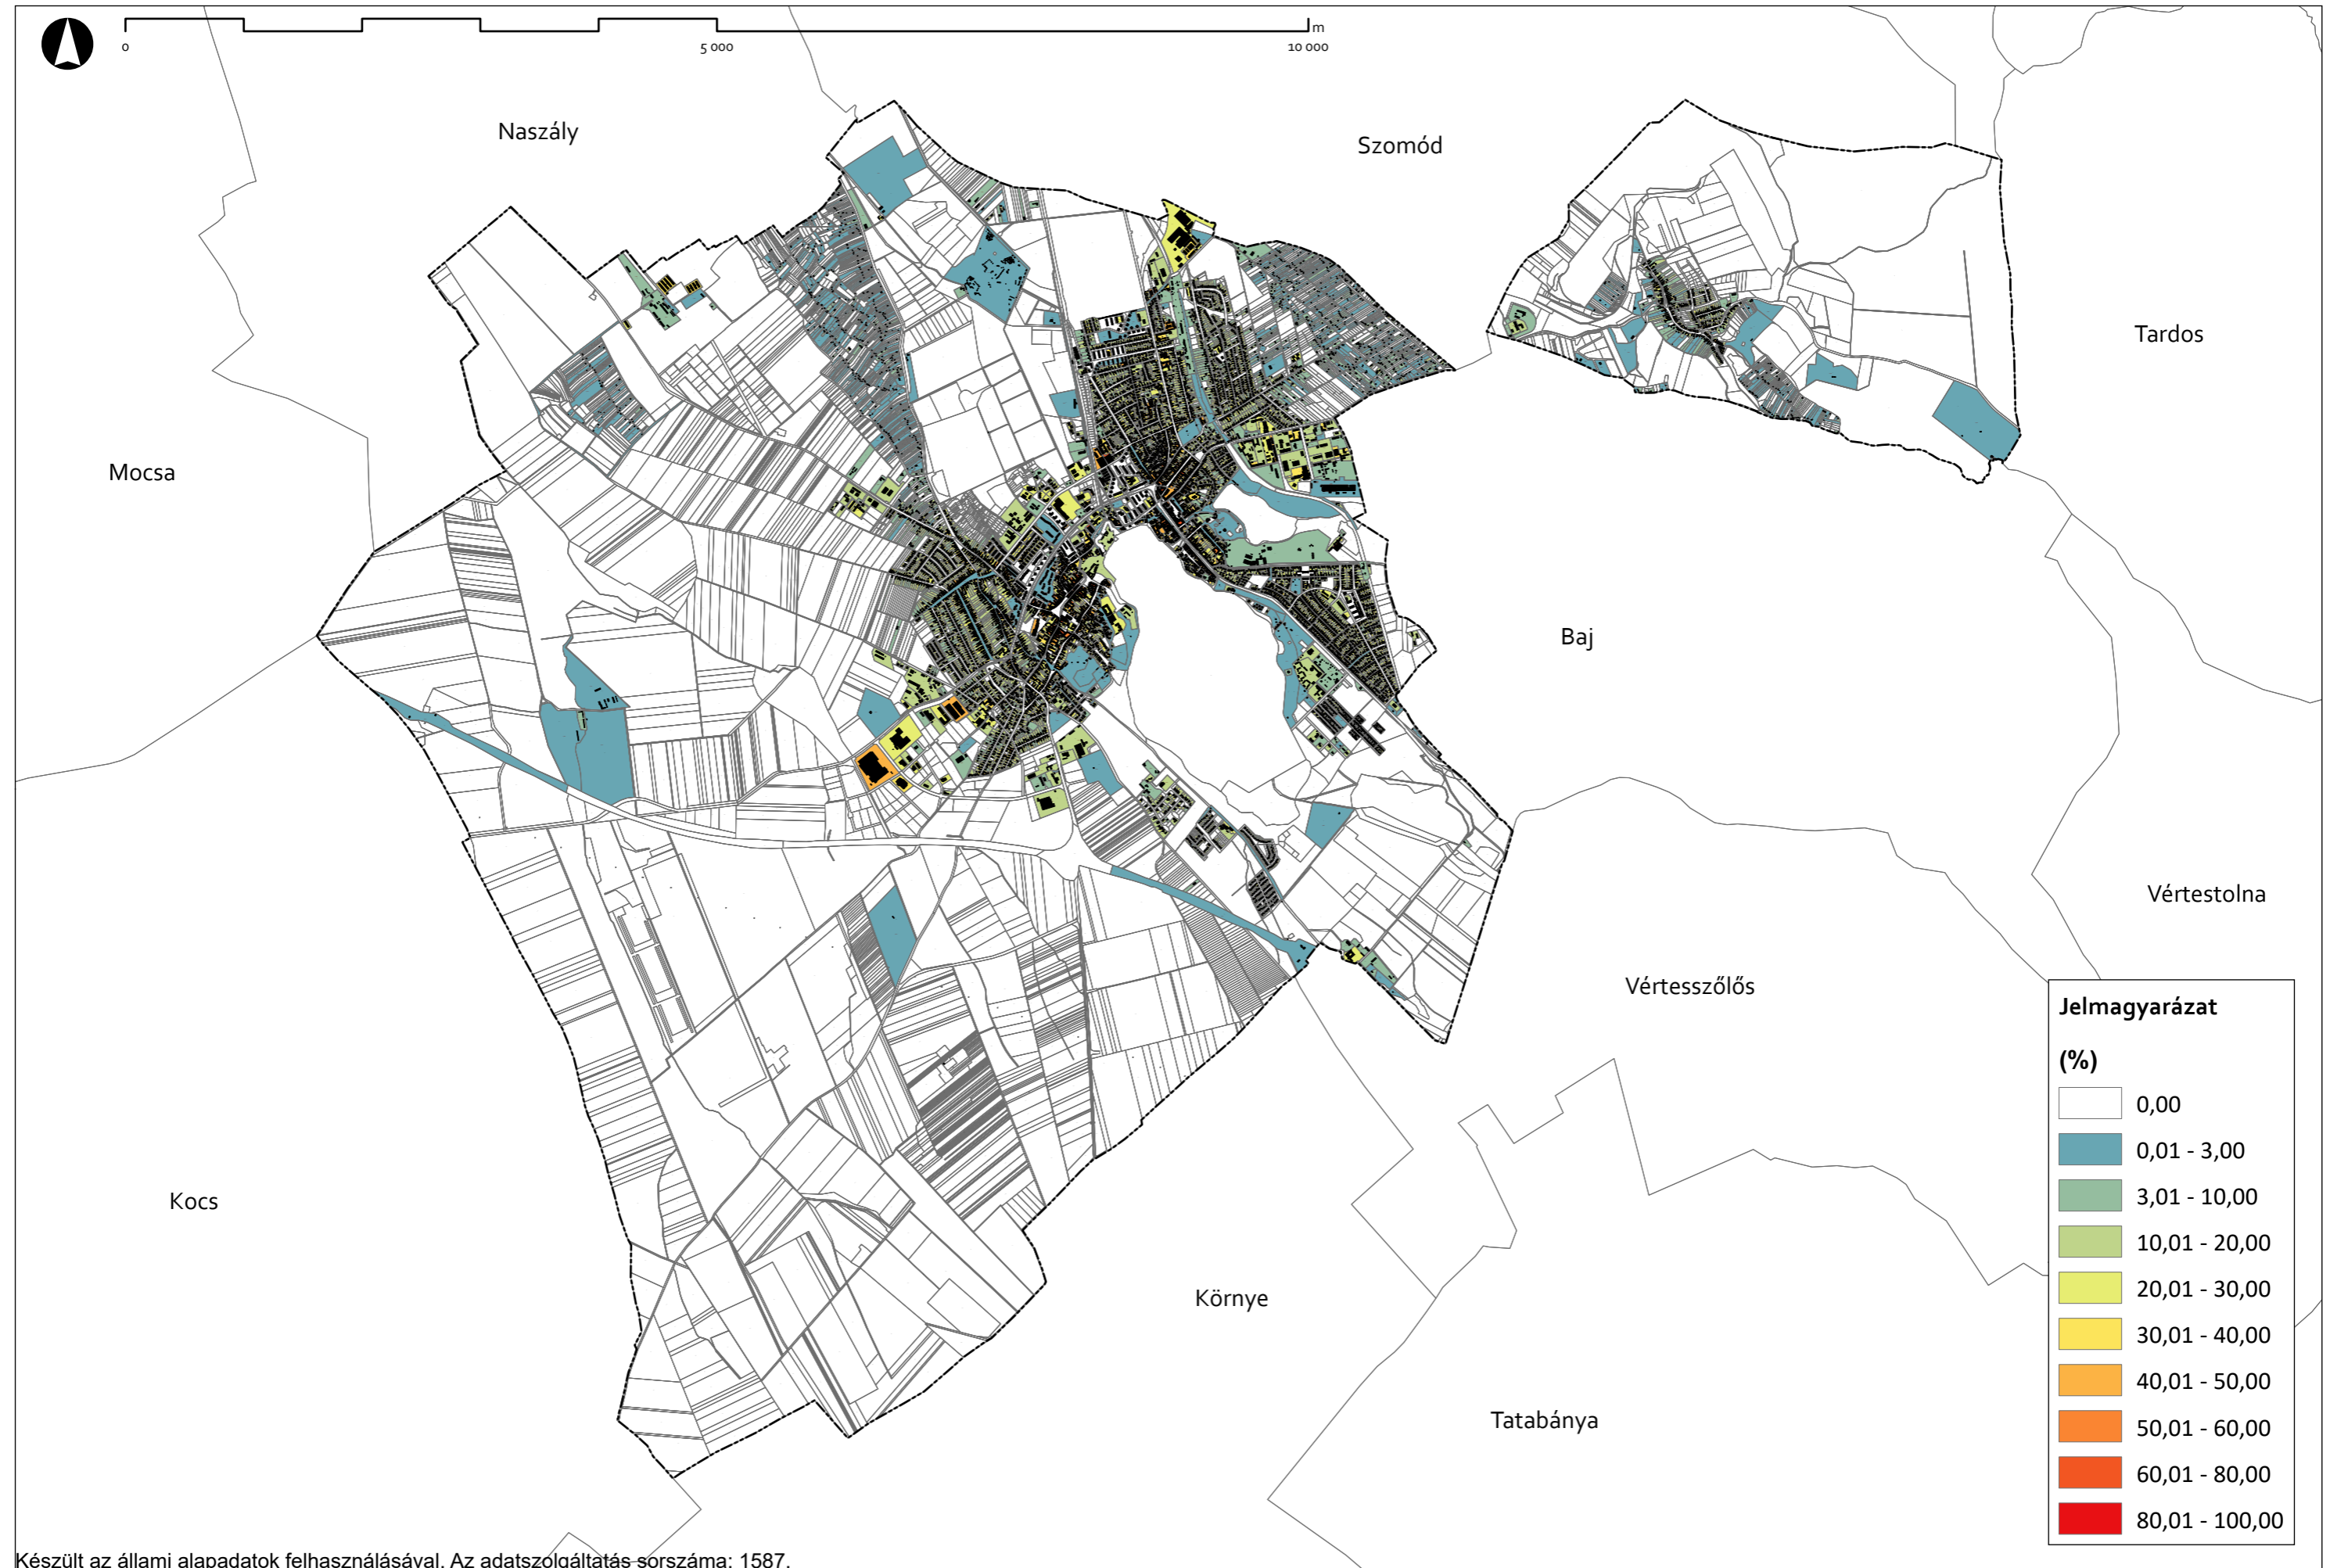 m
0
5 000
10 000
Naszály
Szomód
Tardos
Mocsa
Baj
Vértestolna
Vértesszőlős
Kocs
Környe
Tatabánya
Jelmagyarázat
(%)
0,00
0,01 - 3,00
3,01 - 10,00
10,01 - 20,00
20,01 - 30,00
30,01 - 40,00
40,01 - 50,00
50,01 - 60,00
60,01 - 80,00
80,01 - 100,00
Készült az állami alapadatok felhasználásával. Az adatszolgáltatás sorszáma: 1587.